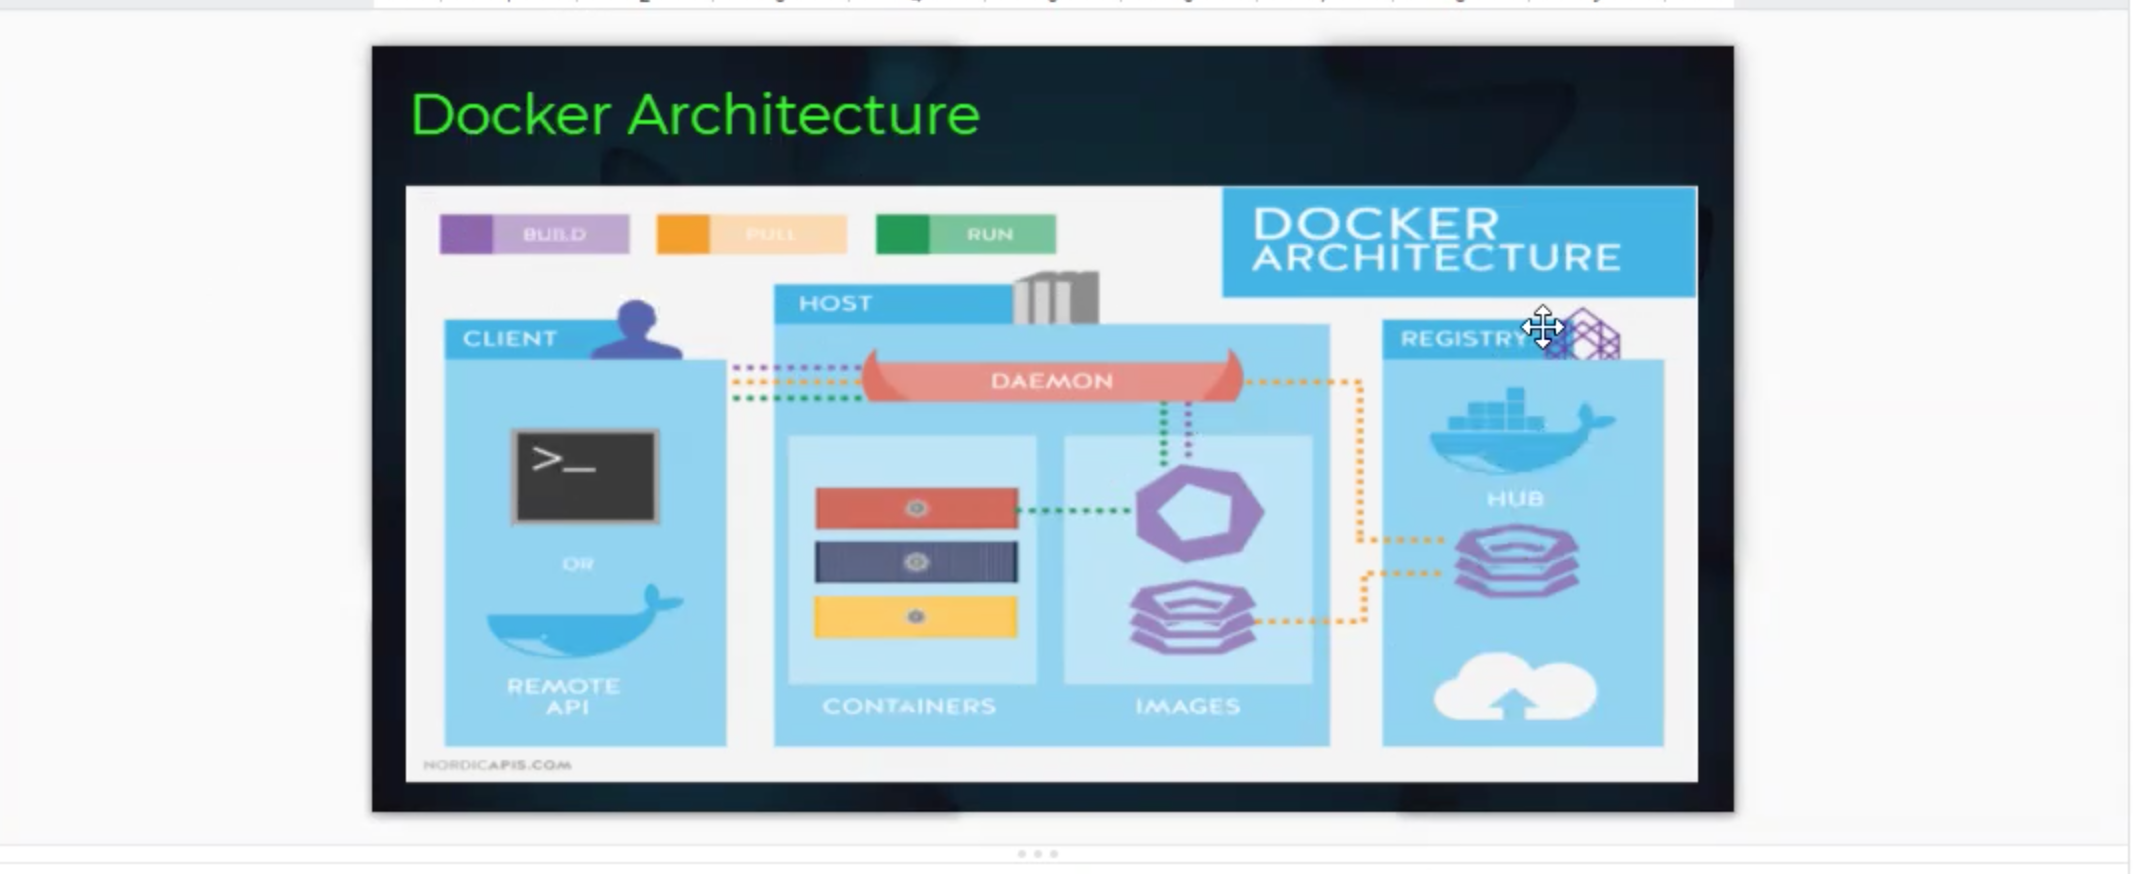 Docker Architecture
BUILD
PULL
RUN
DOCKER
ARCHITECTURE
CLIENT
HOST
REGISTRY
DAEMON
>_
HUB
OR
REMOTE
API
CONTAINERS
IMAGES
NORDICAPIS.COM